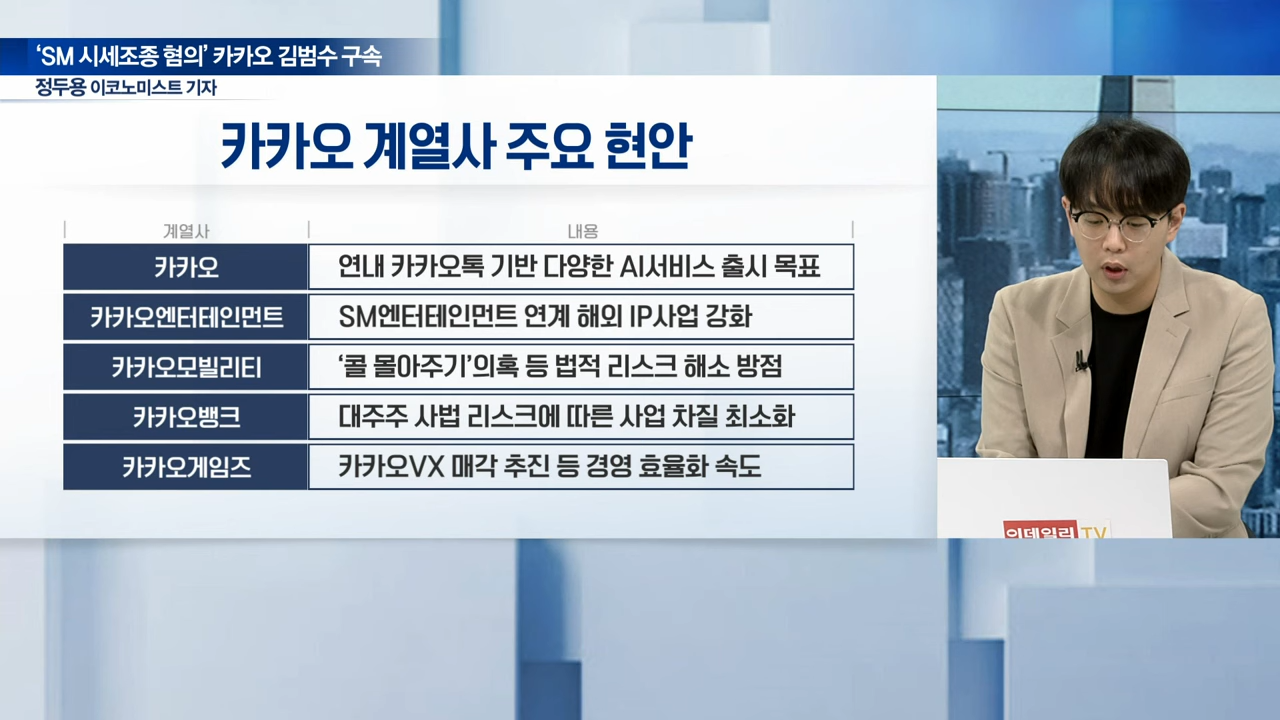 ‘SM 시세조종 혐의’ 카카오 김범수 구속
정두용 이코노미스트 기자
카카오 계열사 주요 현안
계열사 내용
카카오 연내 카카오톡 기반 다양한 AI서비스 출시 목표
카카오엔터테인먼트 SM엔터테인먼트 연계 해외 IP사업 강화
카카오모빌리티 ‘콜 몰아주기’의혹 등 법적 리스크 해소 방점
카카오뱅크 대주주 사법 리스크에 따른 사업 차질 최소화
카카오게임즈 카카오VX 매각 추진 등 경영 효율화 속도
이데일리 TV